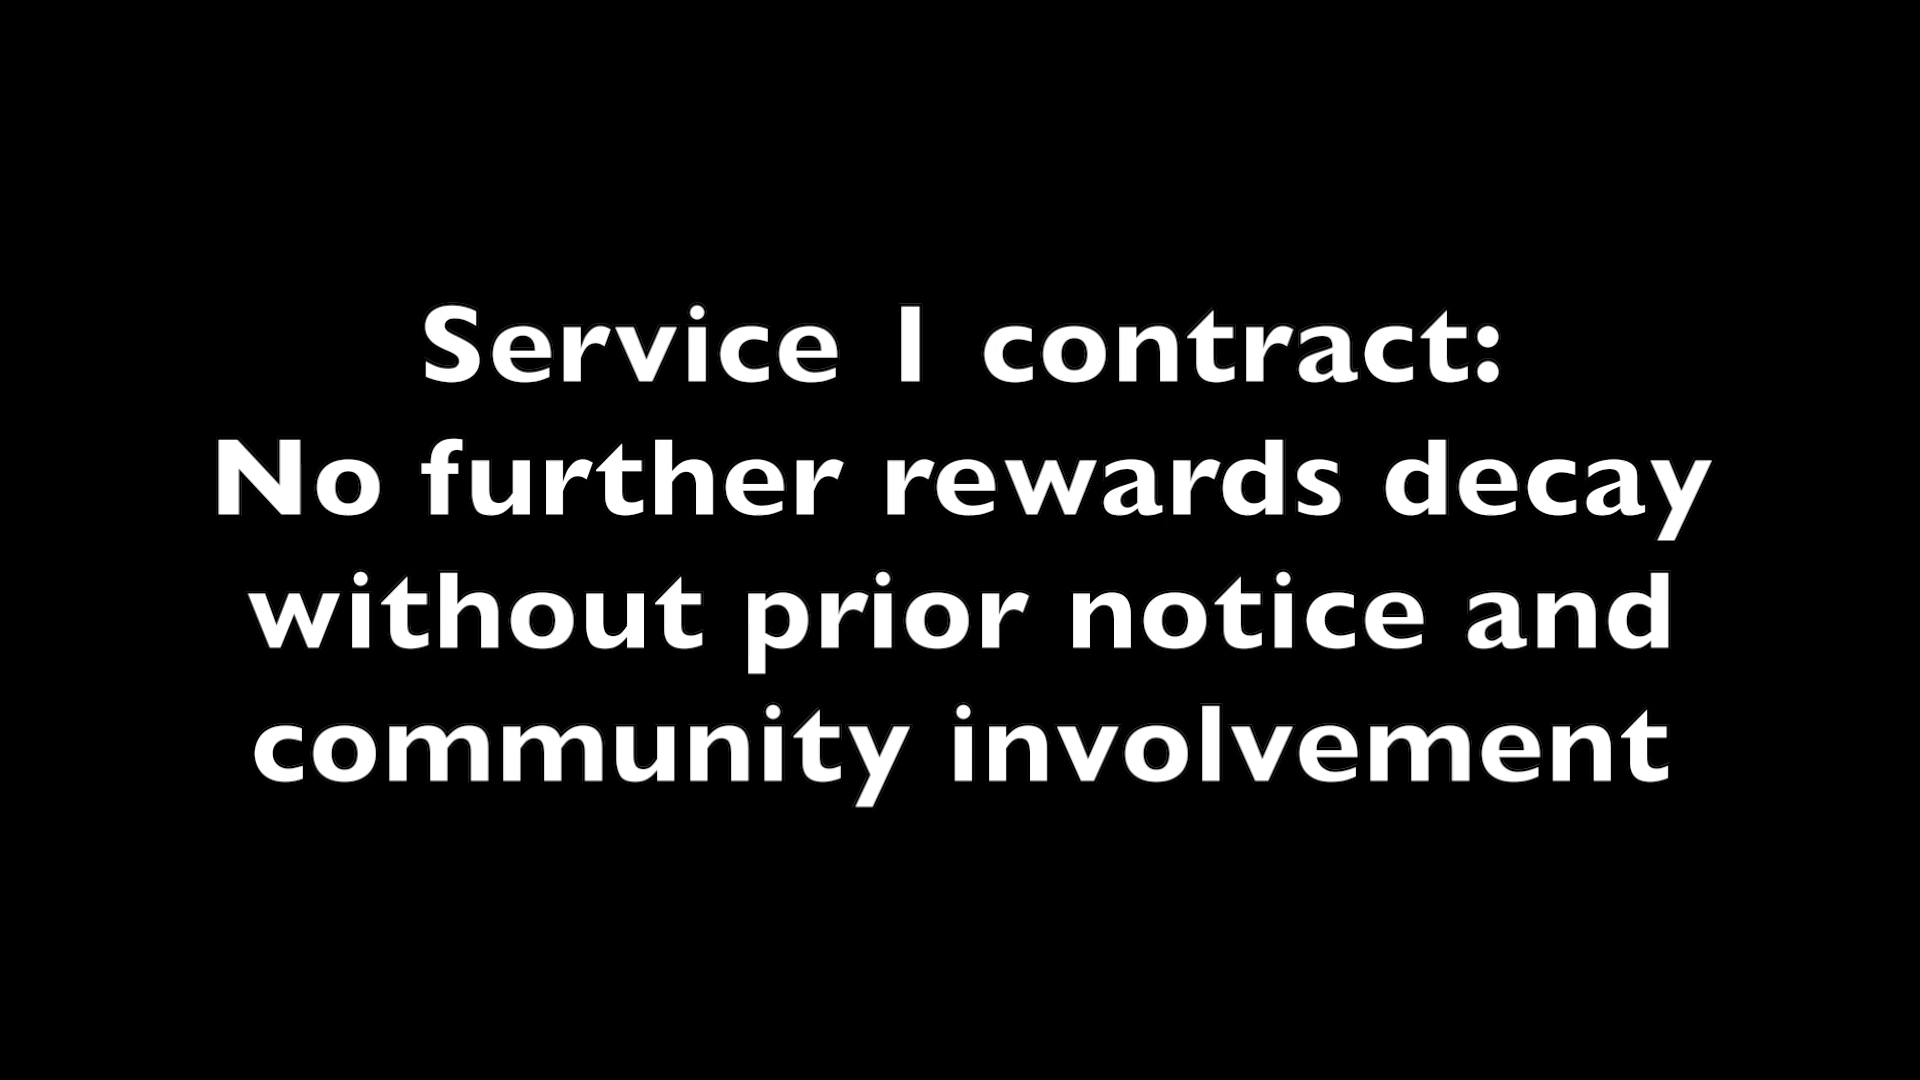 Service 1 contract:
No further rewards decay
without prior notice and
community involvement